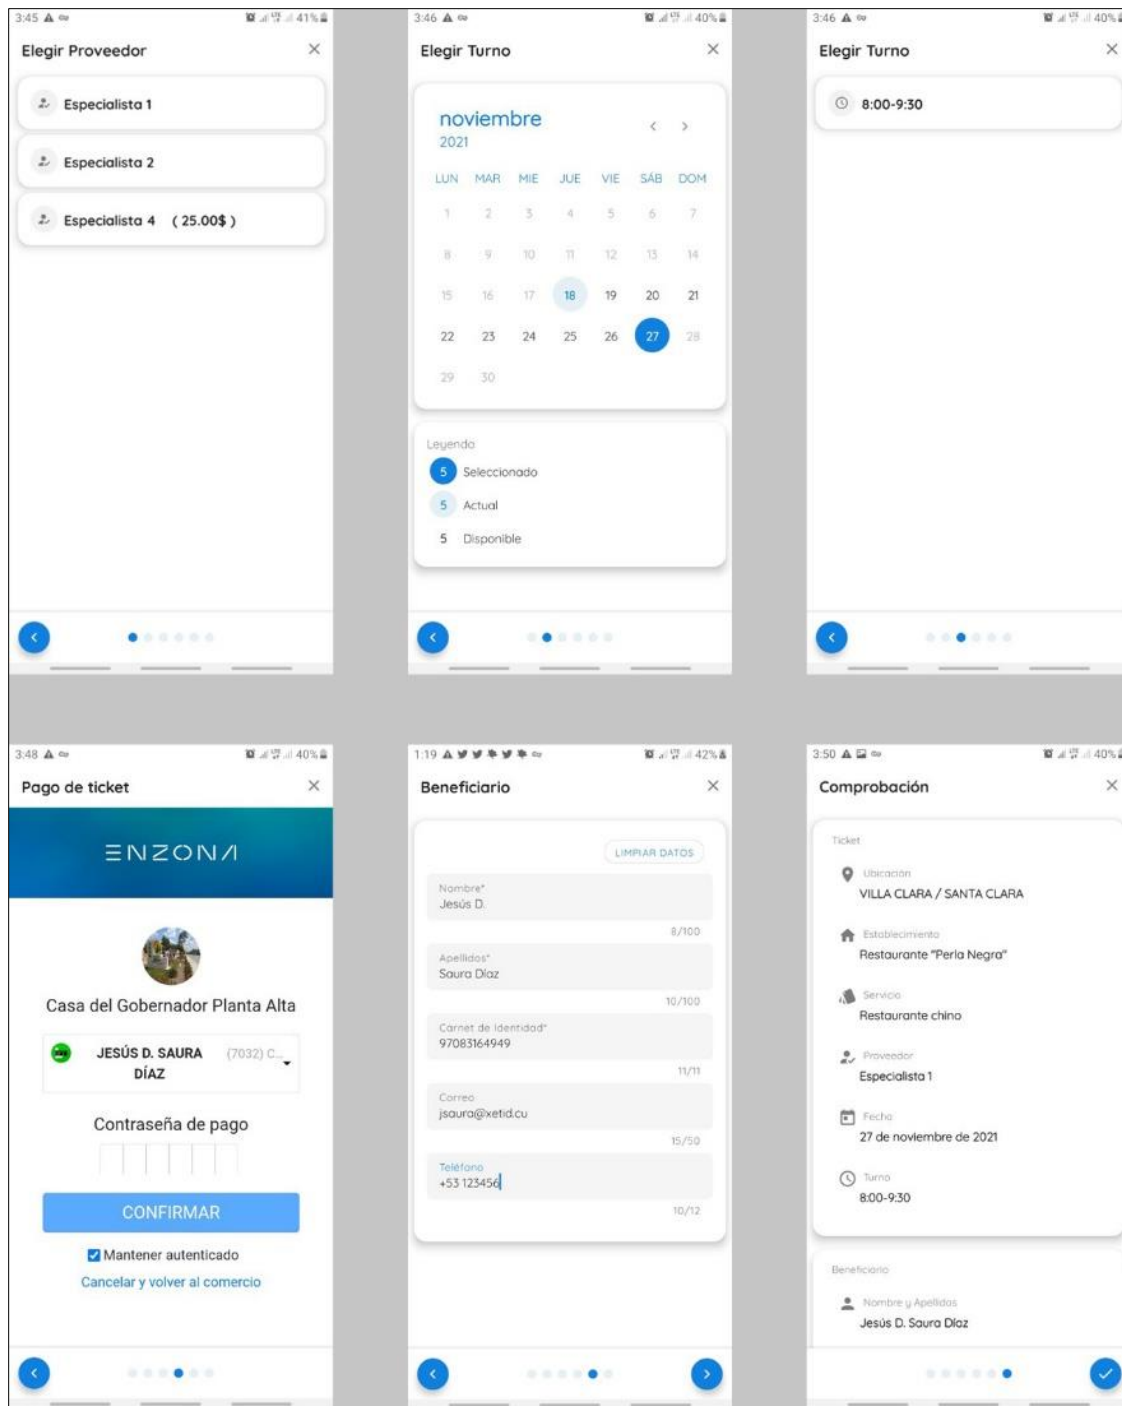 3:45 41%
Elegir Proveedor
Especialista 1
Especialista 2
Especialista 4 ( 25.00$ )
3:46 LTE 40%
Elegir Turno
noviembre
2021
LUN MAR MIE JUE VIE SÁB DOM
1 2 3 4 5 6 7
8 9 10 11 12 13 14
15 16 17 18 19 20 21
22 23 24 25 26 27 28
29 30
Leyenda
5 Seleccionado
5 Actual
5 Disponible
3:46 LTE 40%
Elegir Turno
8:00-9:30
3:48 LTE 40%
Pago de ticket
ENZONA
Casa del Gobernador Planta Alta
JESÚS D. SAURA (7032) C...
DÍAZ
Contraseña de pago
CONFIRMAR
Mantener autenticado
Cancelar y volver al comercio
1:19 LTE 42%
Beneficiario
LIMPIAR DATOS
Nombre*
Jesús D.
8/100
Apellidos*
Saura Díaz
10/100
Carnet de Identidad*
97083164949
11/11
Correo
jsaura@xetid.cu
15/50
Teléfono
+53 123456
10/12
3:50 LTE 40%
Comprobación
Ticket
Ubicación
VILLA CLARA / SANTA CLARA
Establecimiento
Restaurante "Perla Negra"
Servicio
Restaurante chino
Proveedor
Especialista 1
Fecha
27 de noviembre de 2021
Turno
8:00-9:30
Beneficiario
Nombre y Apellidos
Jesús D. Saura Díaz